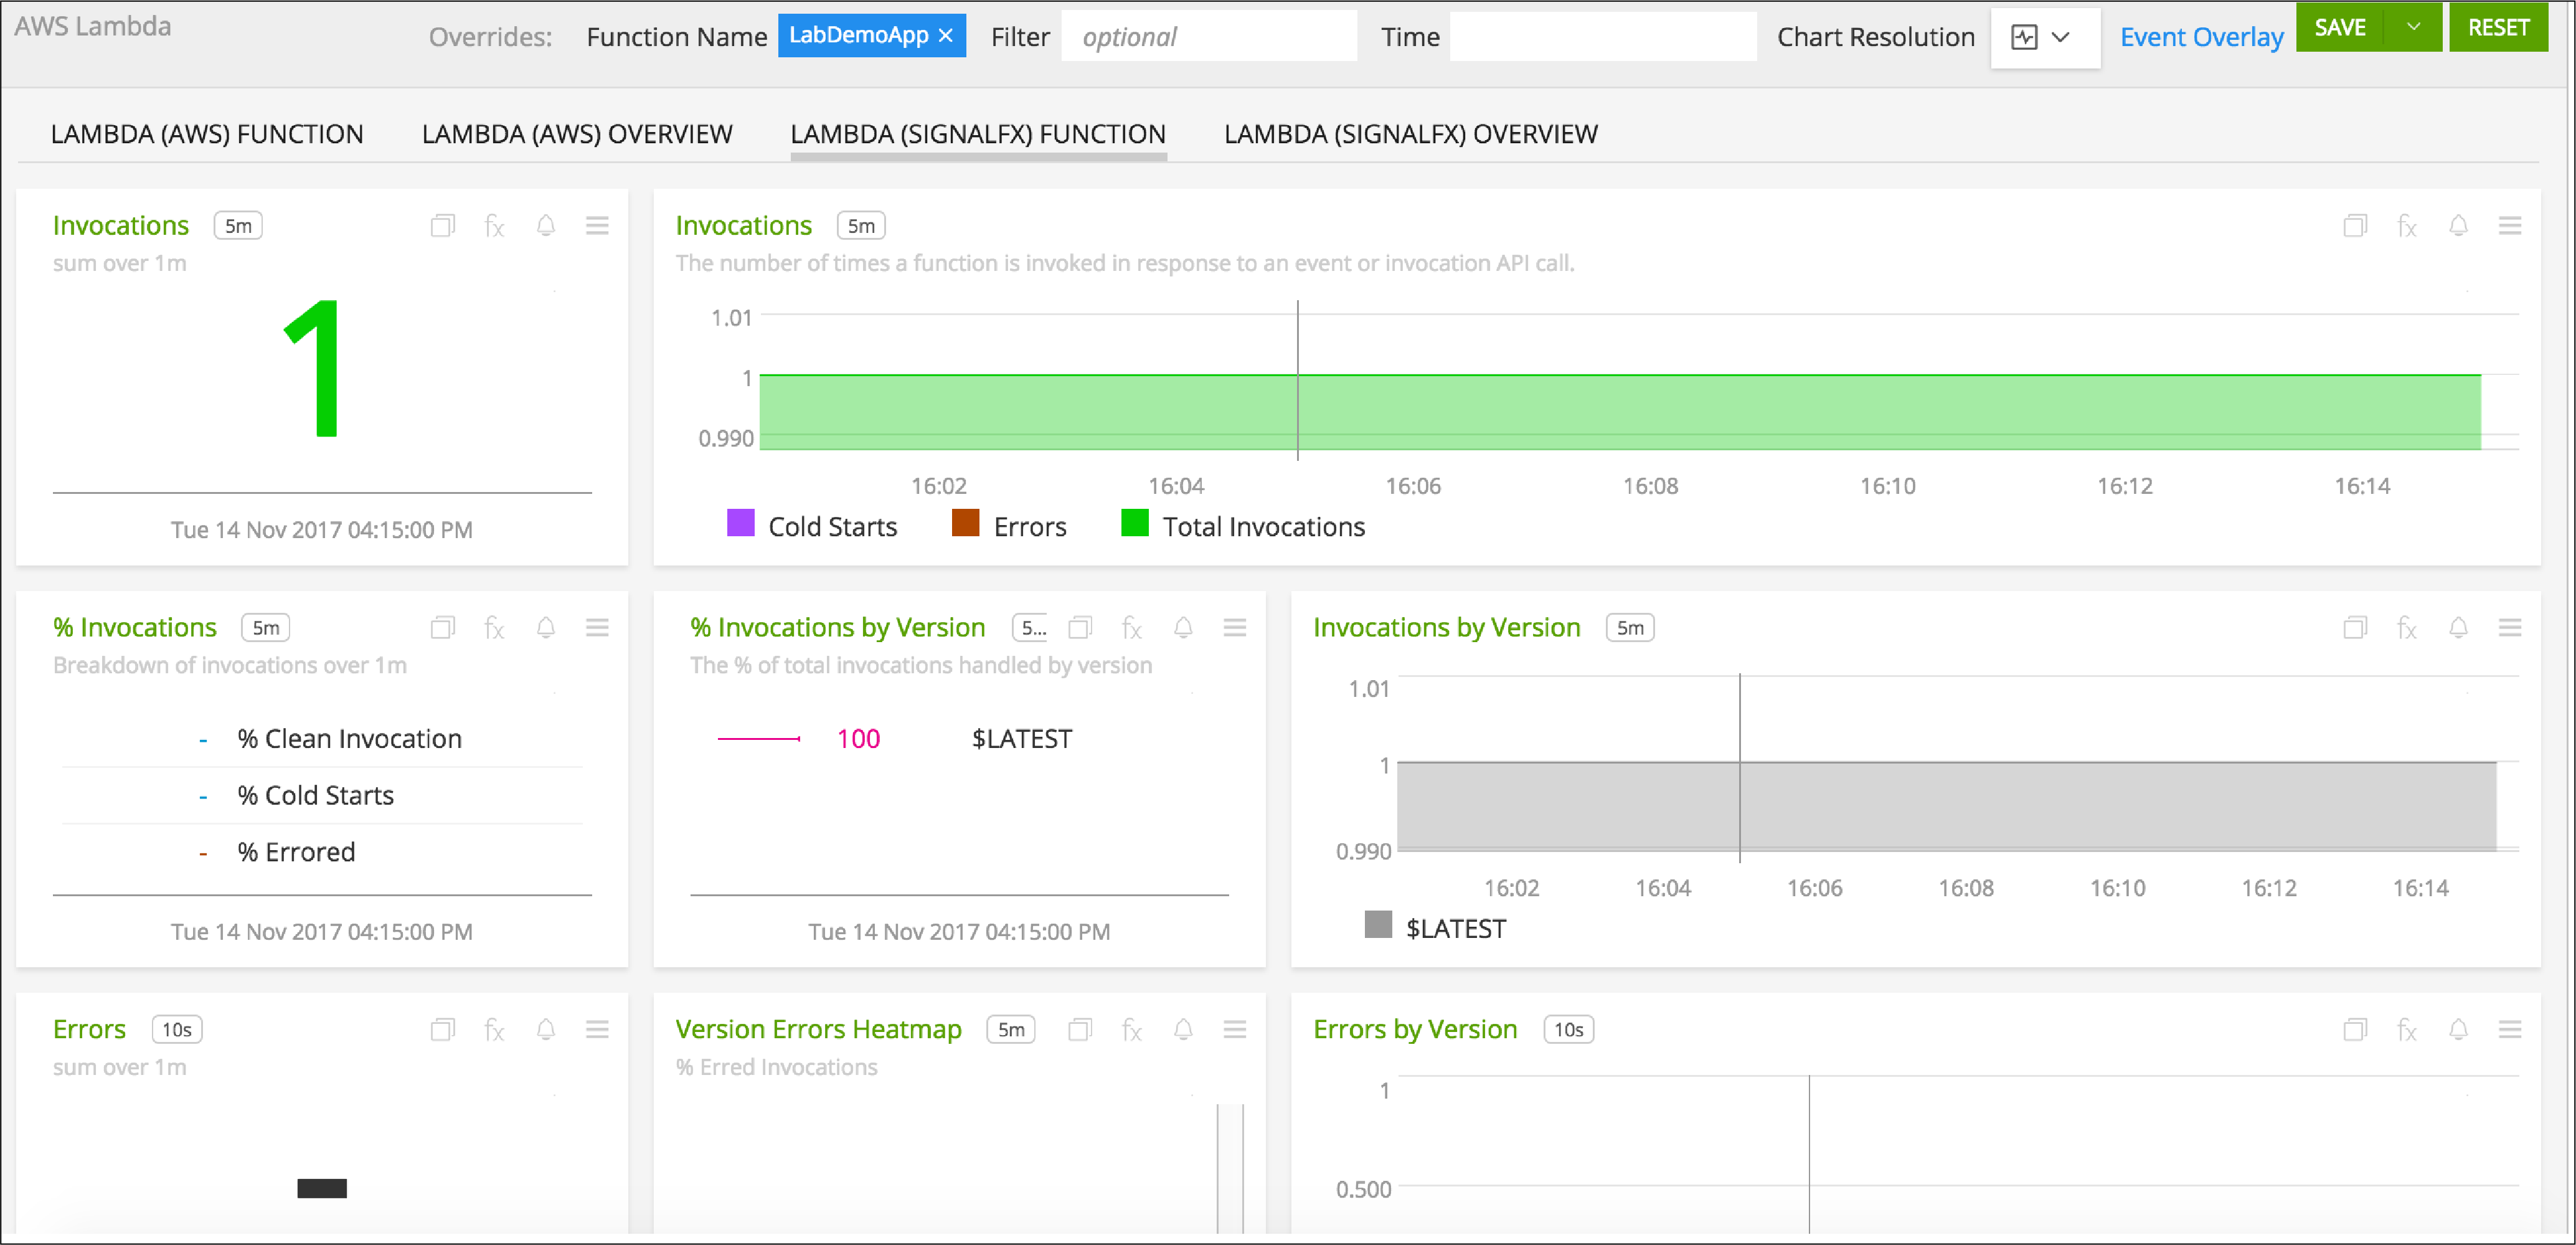 AWS Lambda
Overrides: Function Name LabDemoApp × Filter optional Time Chart Resolution Event Overlay SAVE RESET
LAMBDA (AWS) FUNCTION LAMBDA (AWS) OVERVIEW LAMBDA (SIGNALFX) FUNCTION LAMBDA (SIGNALFX) OVERVIEW
Invocations 5m fx
sum over 1m
1
Tue 14 Nov 2017 04:15:00 PM
Invocations 5m fx
The number of times a function is invoked in response to an event or invocation API call.
1.01
1
0.990
16:02 16:04 16:06 16:08 16:10 16:12 16:14
Cold Starts Errors Total Invocations
% Invocations 5m fx
Breakdown of invocations over 1m
- % Clean Invocation
- % Cold Starts
- % Errored
Tue 14 Nov 2017 04:15:00 PM
% Invocations by Version 5... fx
The % of total invocations handled by version
100 $LATEST
Tue 14 Nov 2017 04:15:00 PM
Invocations by Version 5m fx
1.01
1
0.990
16:02 16:04 16:06 16:08 16:10 16:12 16:14
$LATEST
Errors 10s fx
sum over 1m
-
Version Errors Heatmap 5m fx
% Erred Invocations
Errors by Version 10s fx
1
0.500